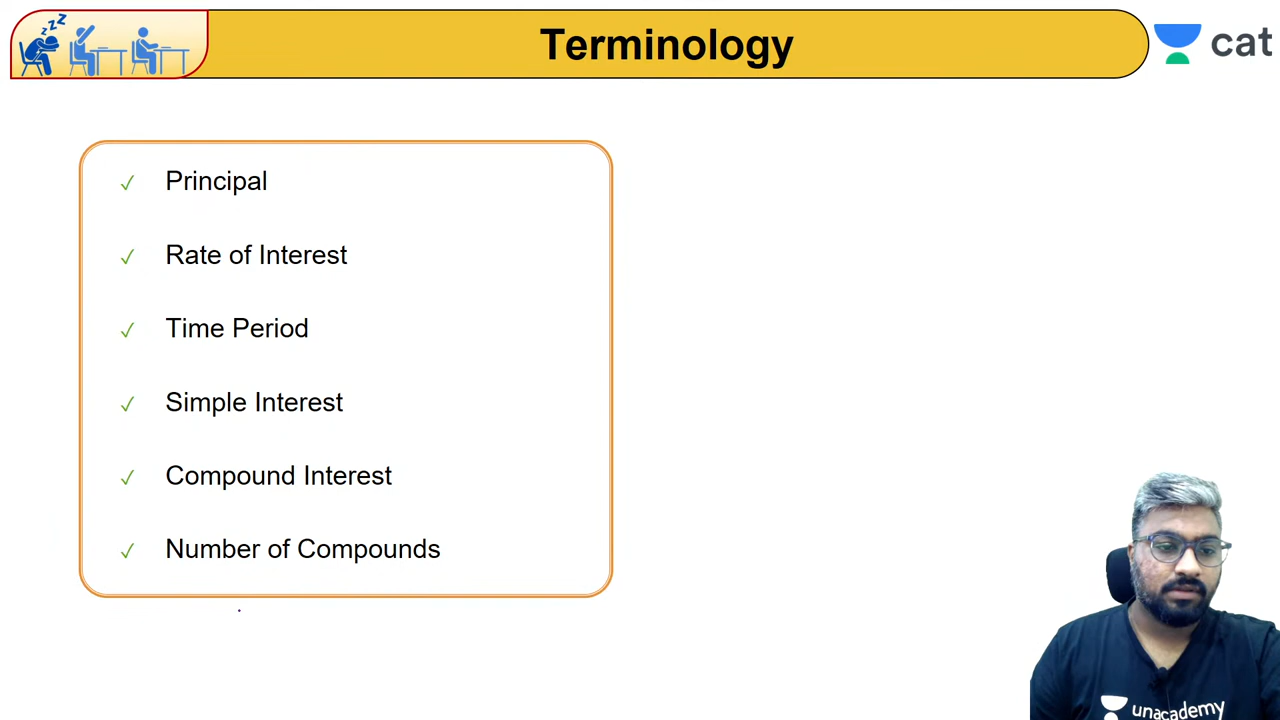 z z z
Terminology
cat
✓ Principal
✓ Rate of Interest
✓ Time Period
✓ Simple Interest
✓ Compound Interest
✓ Number of Compounds
unacademy